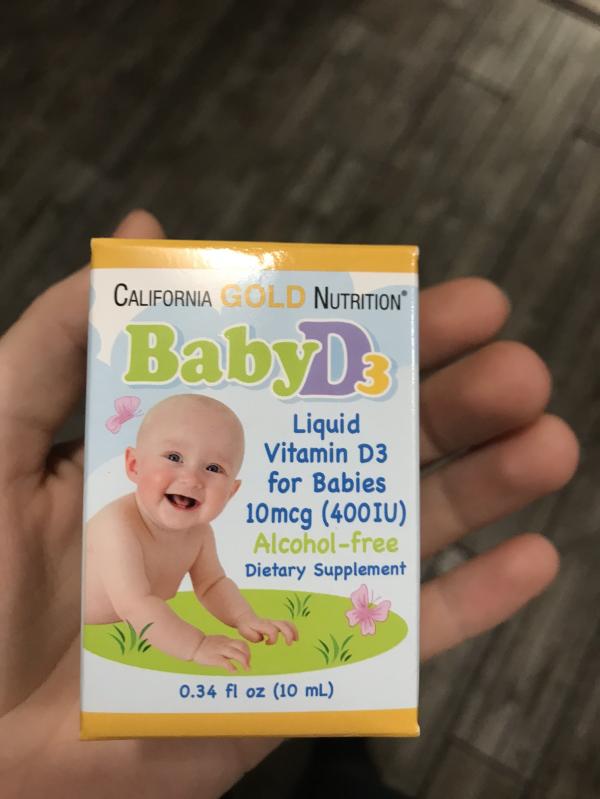 CALIFORNIA GOLD NUTRITION®
BabyD3
Liquid
Vitamin D3
for Babies
10mcg (400IU)
Alcohol-free
Dietary Supplement
0.34 fl oz (10 mL)